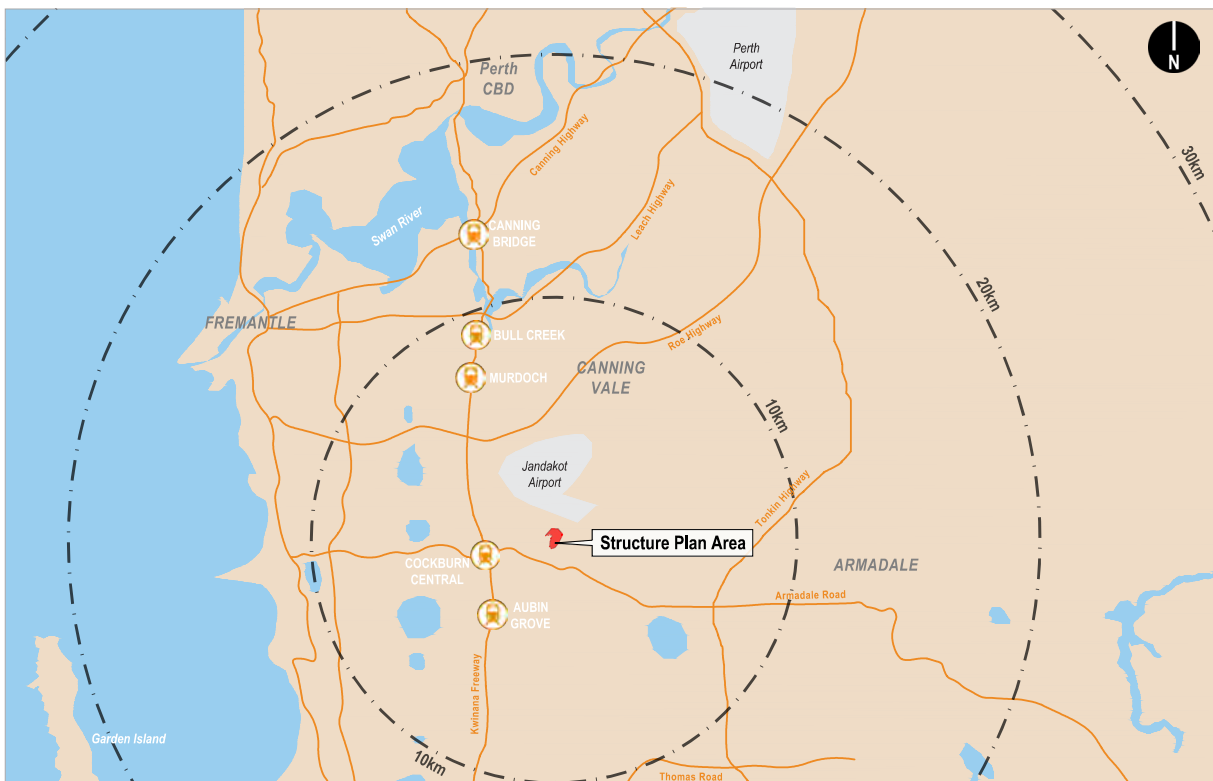 Perth
Airport
N
Perth
CBD
30km
Canning Highway
Leach Highway
Swan River
CANNING
BRIDGE
20km
FREMANTLE
BULL CREEK
Roe Highway
MURDOCH
CANNING
VALE
10km
Jandakot
Airport
Tonkin Highway
Structure Plan Area
COCKBURN
CENTRAL
ARMADALE
Armadale Road
AUBIN
GROVE
Kwinana Freeway
Garden Island
10km
Thomas Road